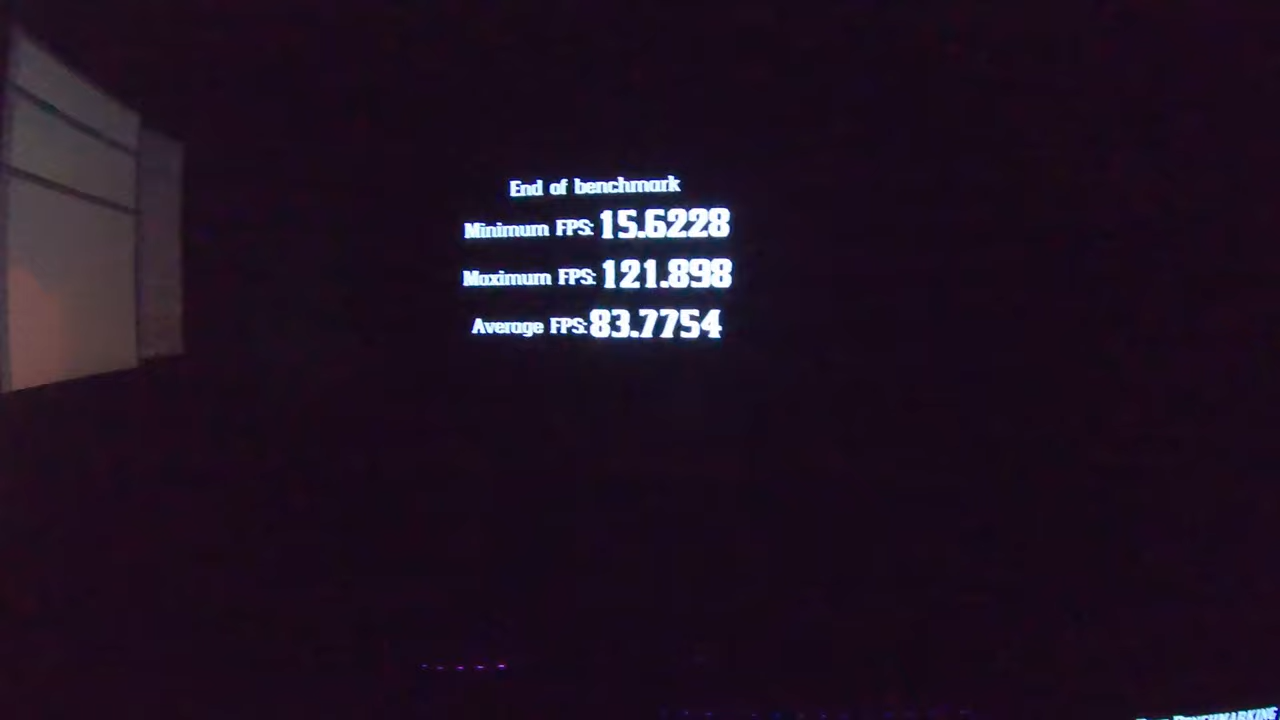 End of benchmark
Minimum FPS: 15.6228
Maximum FPS: 121.898
Average FPS: 83.7754